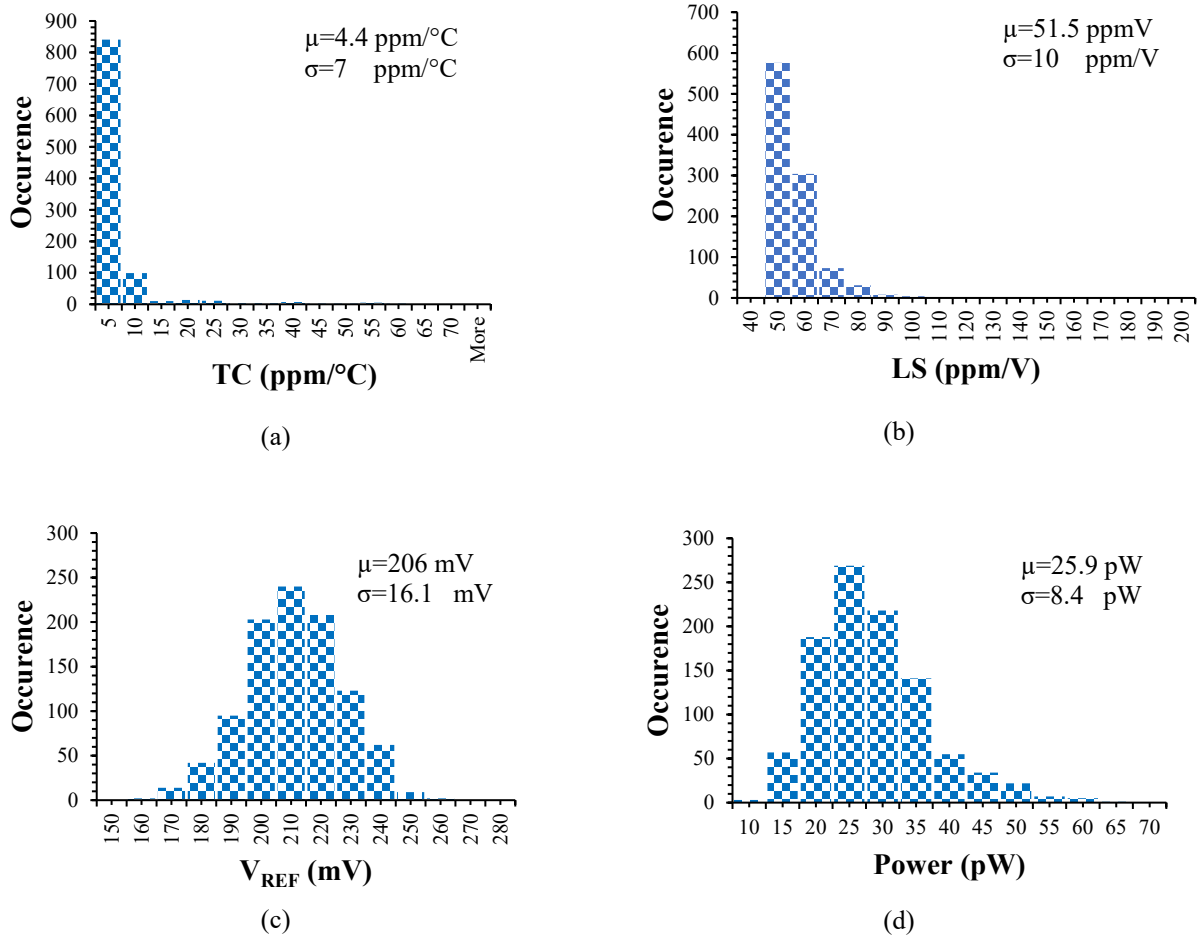 900
800
700
600
500
400
300
200
100
0
Occurence
µ=4.4 ppm/°C
σ=7 ppm/°C
5 10 15 20 25 30 35 40 45 50 55 60 65 70 More
TC (ppm/°C)
(a)
700
600
500
400
300
200
100
0
Occurence
µ=51.5 ppmV
σ=10 ppm/V
40 50 60 70 80 90 100 110 120 130 140 150 160 170 180 190 200
LS (ppm/V)
(b)
300
250
200
150
100
50
0
Occurence
µ=206 mV
σ=16.1 mV
150 160 170 180 190 200 210 220 230 240 250 260 270 280
VREF (mV)
(c)
300
250
200
150
100
50
0
Occurence
µ=25.9 pW
σ=8.4 pW
10 15 20 25 30 35 40 45 50 55 60 65 70
Power (pW)
(d)